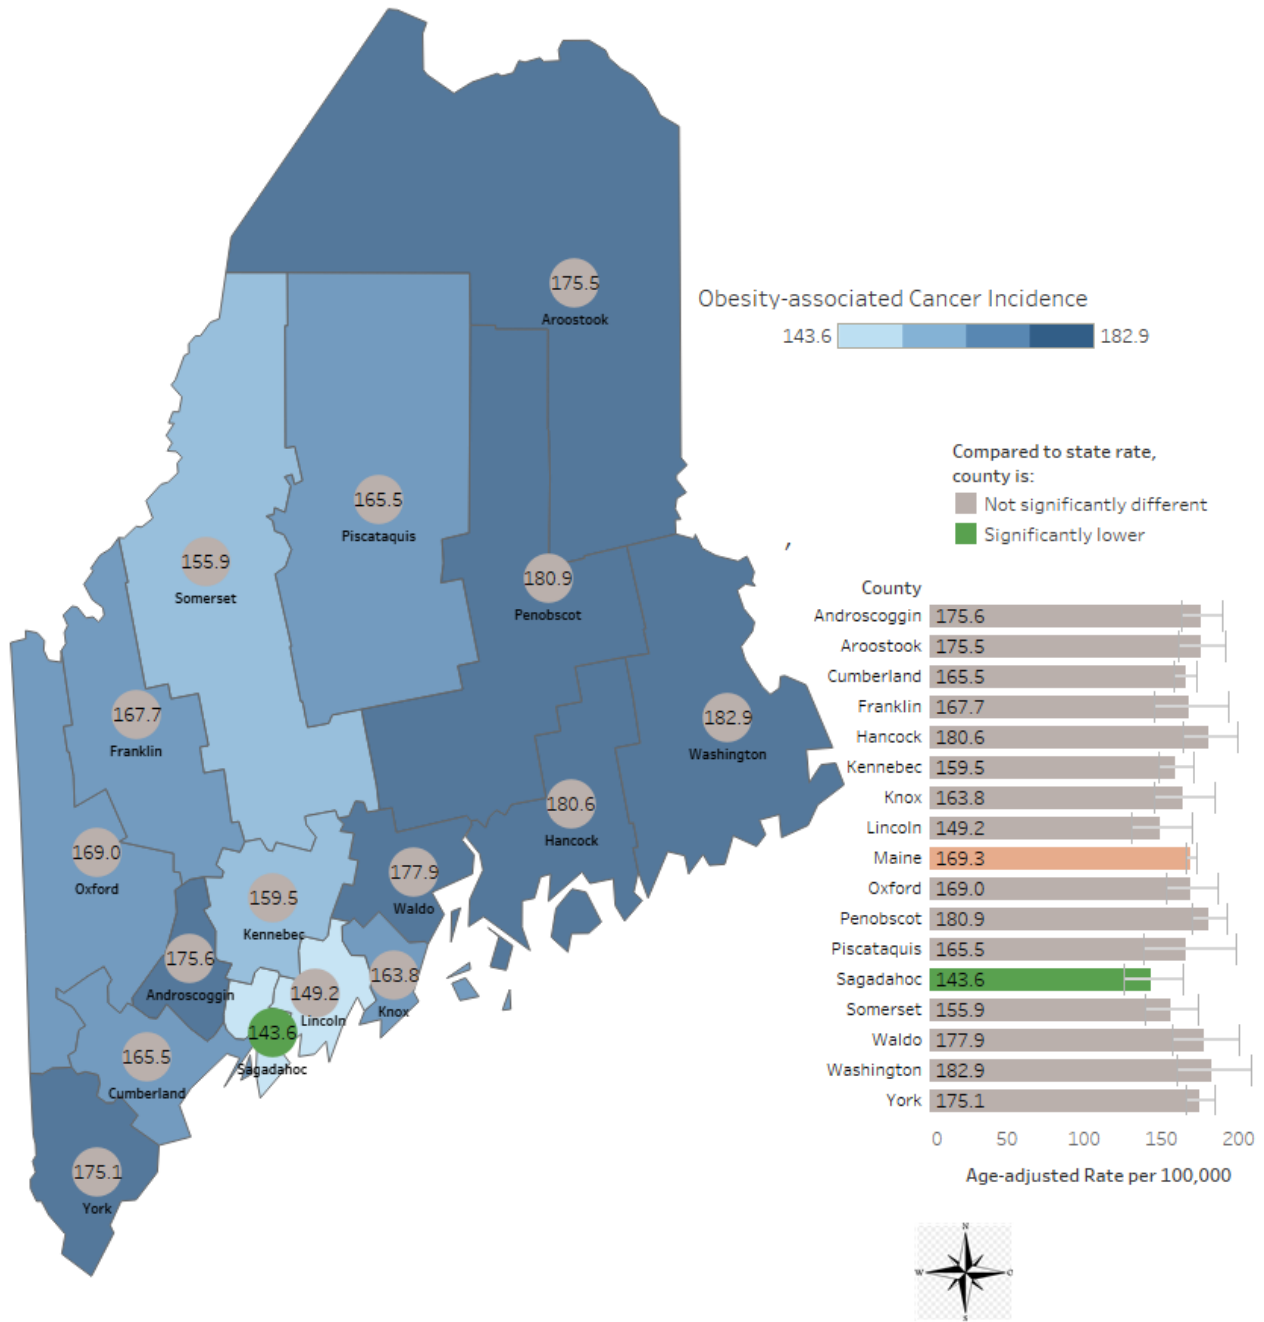 175.5
Aroostook
Obesity-associated Cancer Incidence
143.6 182.9
Compared to state rate,
county is:
Not significantly different
Significantly lower
165.5
Piscataquis
155.9
Somerset
180.9
Penobscot
,
167.7
Franklin
182.9
Washington
180.6
Hancock
169.0
Oxford
177.9
Waldo
159.5
Kennebec
175.6
Androscoggin
149.2
Lincoln
163.8
Knox
143.6
Sagadahoc
165.5
Cumberland
175.1
York
County
Androscoggin 175.6
Aroostook 175.5
Cumberland 165.5
Franklin 167.7
Hancock 180.6
Kennebec 159.5
Knox 163.8
Lincoln 149.2
Maine 169.3
Oxford 169.0
Penobscot 180.9
Piscataquis 165.5
Sagadahoc 143.6
Somerset 155.9
Waldo 177.9
Washington 182.9
York 175.1
0 50 100 150 200
Age-adjusted Rate per 100,000
N
W
S